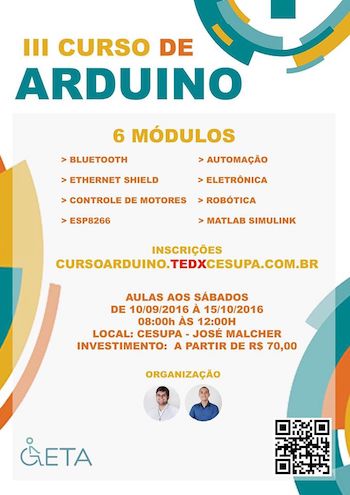 III CURSO DE
ARDUINO
6 MÓDULOS
> BLUETOOTH
> ETHERNET SHIELD
> CONTROLE DE MOTORES
> ESP8266
> AUTOMAÇÃO
> ELETRÔNICA
> ROBÓTICA
> MATLAB SIMULINK
INSCRIÇÕES
CURSOARDUINO.TEDXCESUPA.COM.BR
AULAS AOS SÁBADOS
DE 10/09/2016 À 15/10/2016
08:00h ÀS 12:00H
LOCAL: CESUPA - JOSÉ MALCHER
INVESTIMENTO: A PARTIR DE R$ 70,00
ORGANIZAÇÃO
GETA